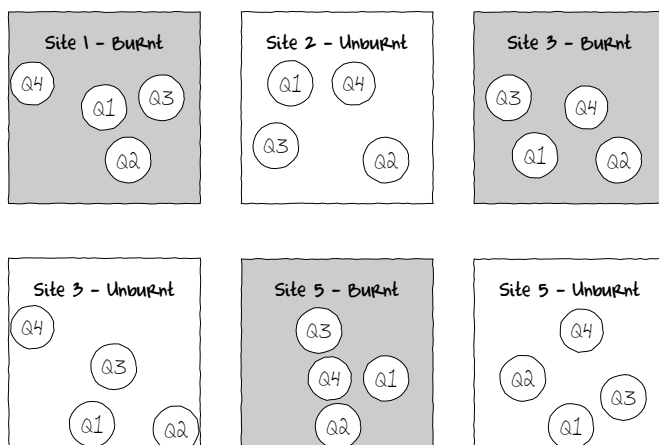 Site 1 - Burnt
Q4
Q1
Q3
Q2
Site 2 - Unburnt
Q1
Q4
Q3
Q2
Site 3 - Burnt
Q3
Q4
Q1
Q2
Site 3 - Unburnt
Q4
Q3
Q1
Q2
Site 5 - Burnt
Q3
Q4
Q1
Q2
Site 5 - Unburnt
Q4
Q2
Q3
Q1